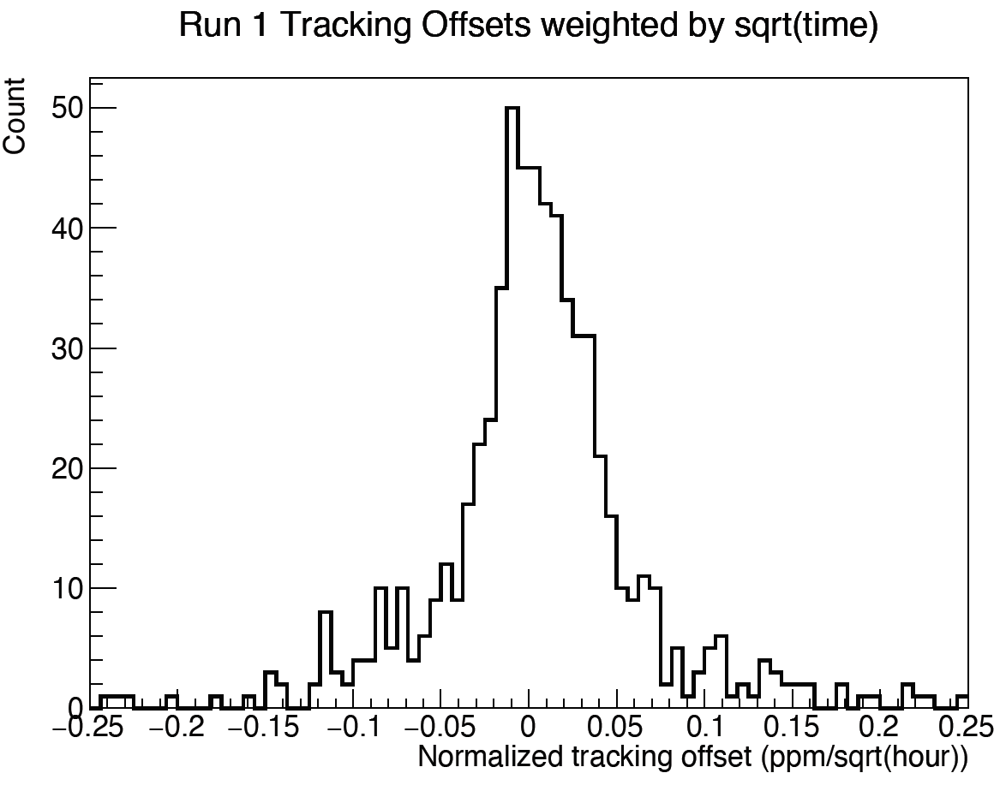 Run 1 Tracking Offsets weighted by sqrt(time)
Count
50
40
30
20
10
0
−0.25 −0.2 −0.15 −0.1 −0.05 0 0.05 0.1 0.15 0.2 0.25
Normalized tracking offset (ppm/sqrt(hour))